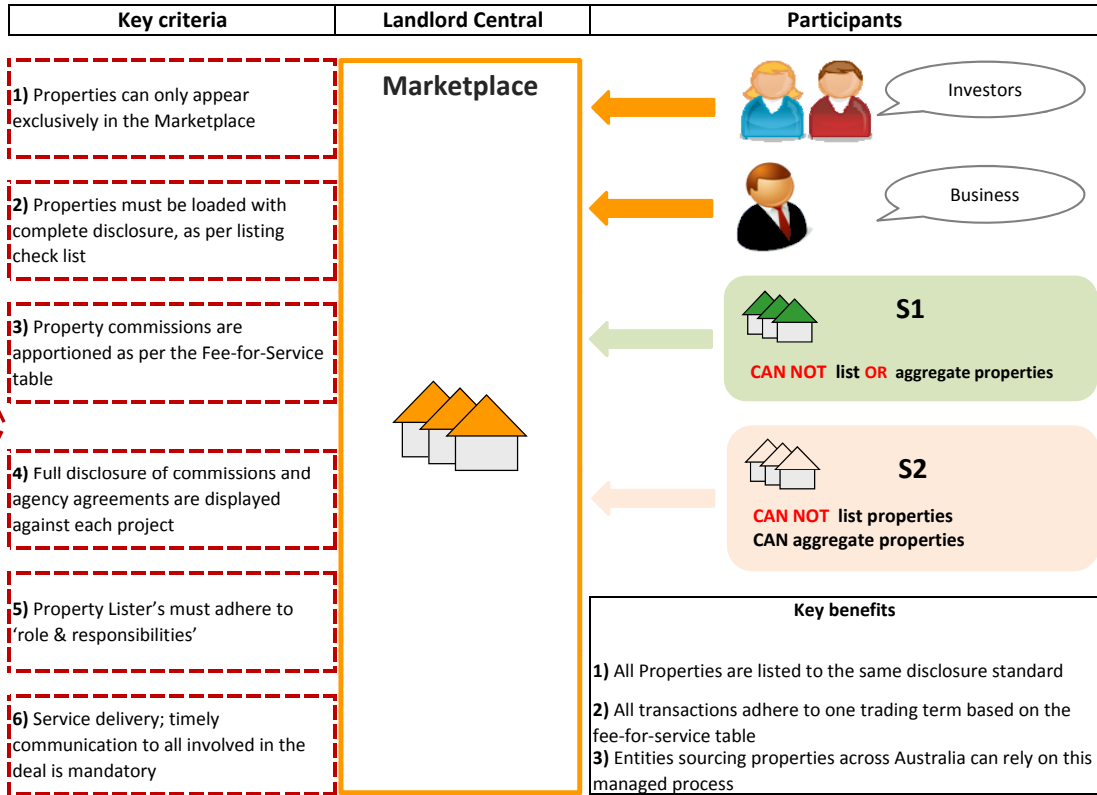 Key criteria
Landlord Central
Participants
1) Properties can only appear
exclusively in the Marketplace
2) Properties must be loaded with
complete disclosure, as per listing
check list
3) Property commissions are
apportioned as per the Fee-for-Service
table
4) Full disclosure of commissions and
agency agreements are displayed
against each project
5) Property Lister's must adhere to
‘role & responsibilities’
6) Service delivery; timely
communication to all involved in the
deal is mandatory
Marketplace
Investors
Business
S1
CAN NOT list OR aggregate properties
S2
CAN NOT list properties
CAN aggregate properties
Key benefits
1) All Properties are listed to the same disclosure standard
2) All transactions adhere to one trading term based on the
fee-for-service table
3) Entities sourcing properties across Australia can rely on this
managed process